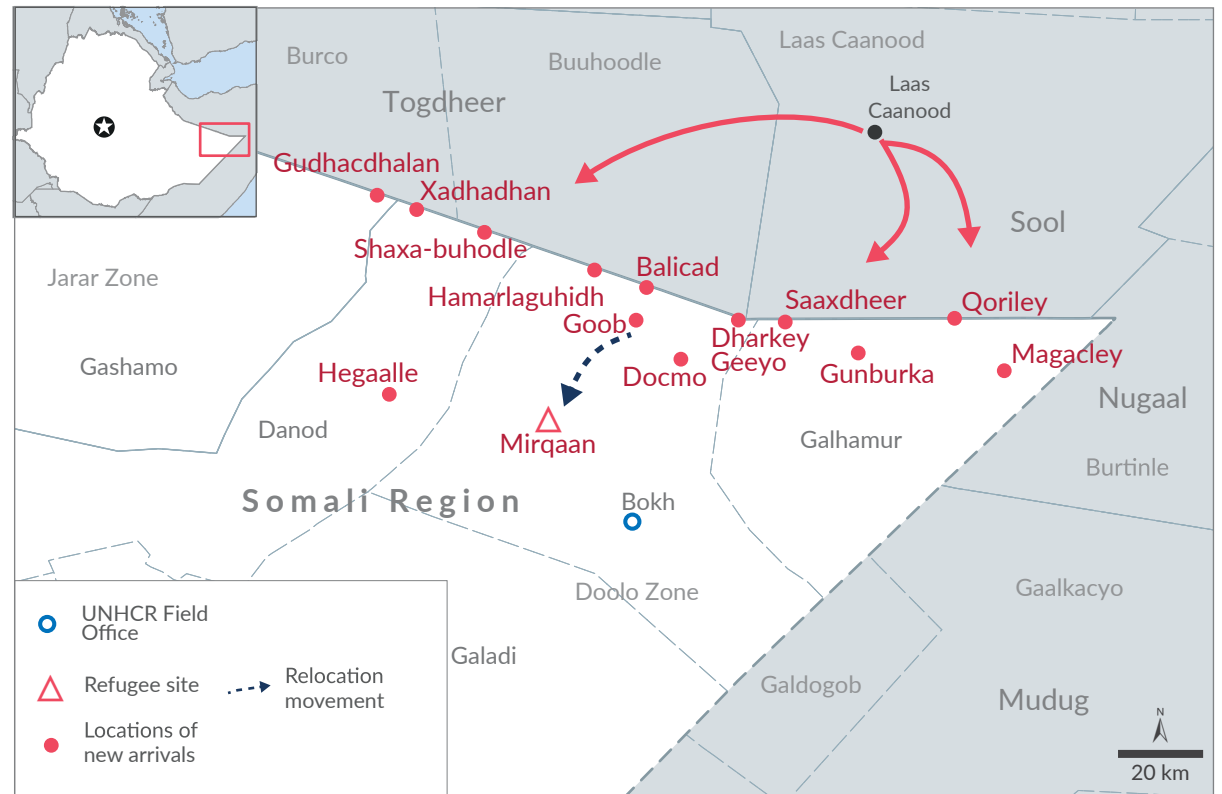 Burco
Buuhoodle
Laas Caanood
Togdheer
Laas
Caanood
Gudhacdhalan
Xadhadhan
Sool
Shaxa-buhodle
Balicad
Jarar Zone
Hamarlaguhidh
Saaxdheer
Qoriley
Goob
Dharkey
Geeyo
Magacley
Gashamo
Hegaalle
Docmo
Gunburka
Nugaal
Danod
Mirqaan
Galhamur
Burtinle
Somali Region
Bokh
Doolo Zone
Gaalkacyo
Galadi
Galdogob
Mudug
UNHCR Field
Office
Refugee site
Relocation
movement
Locations of
new arrivals
N
20 km